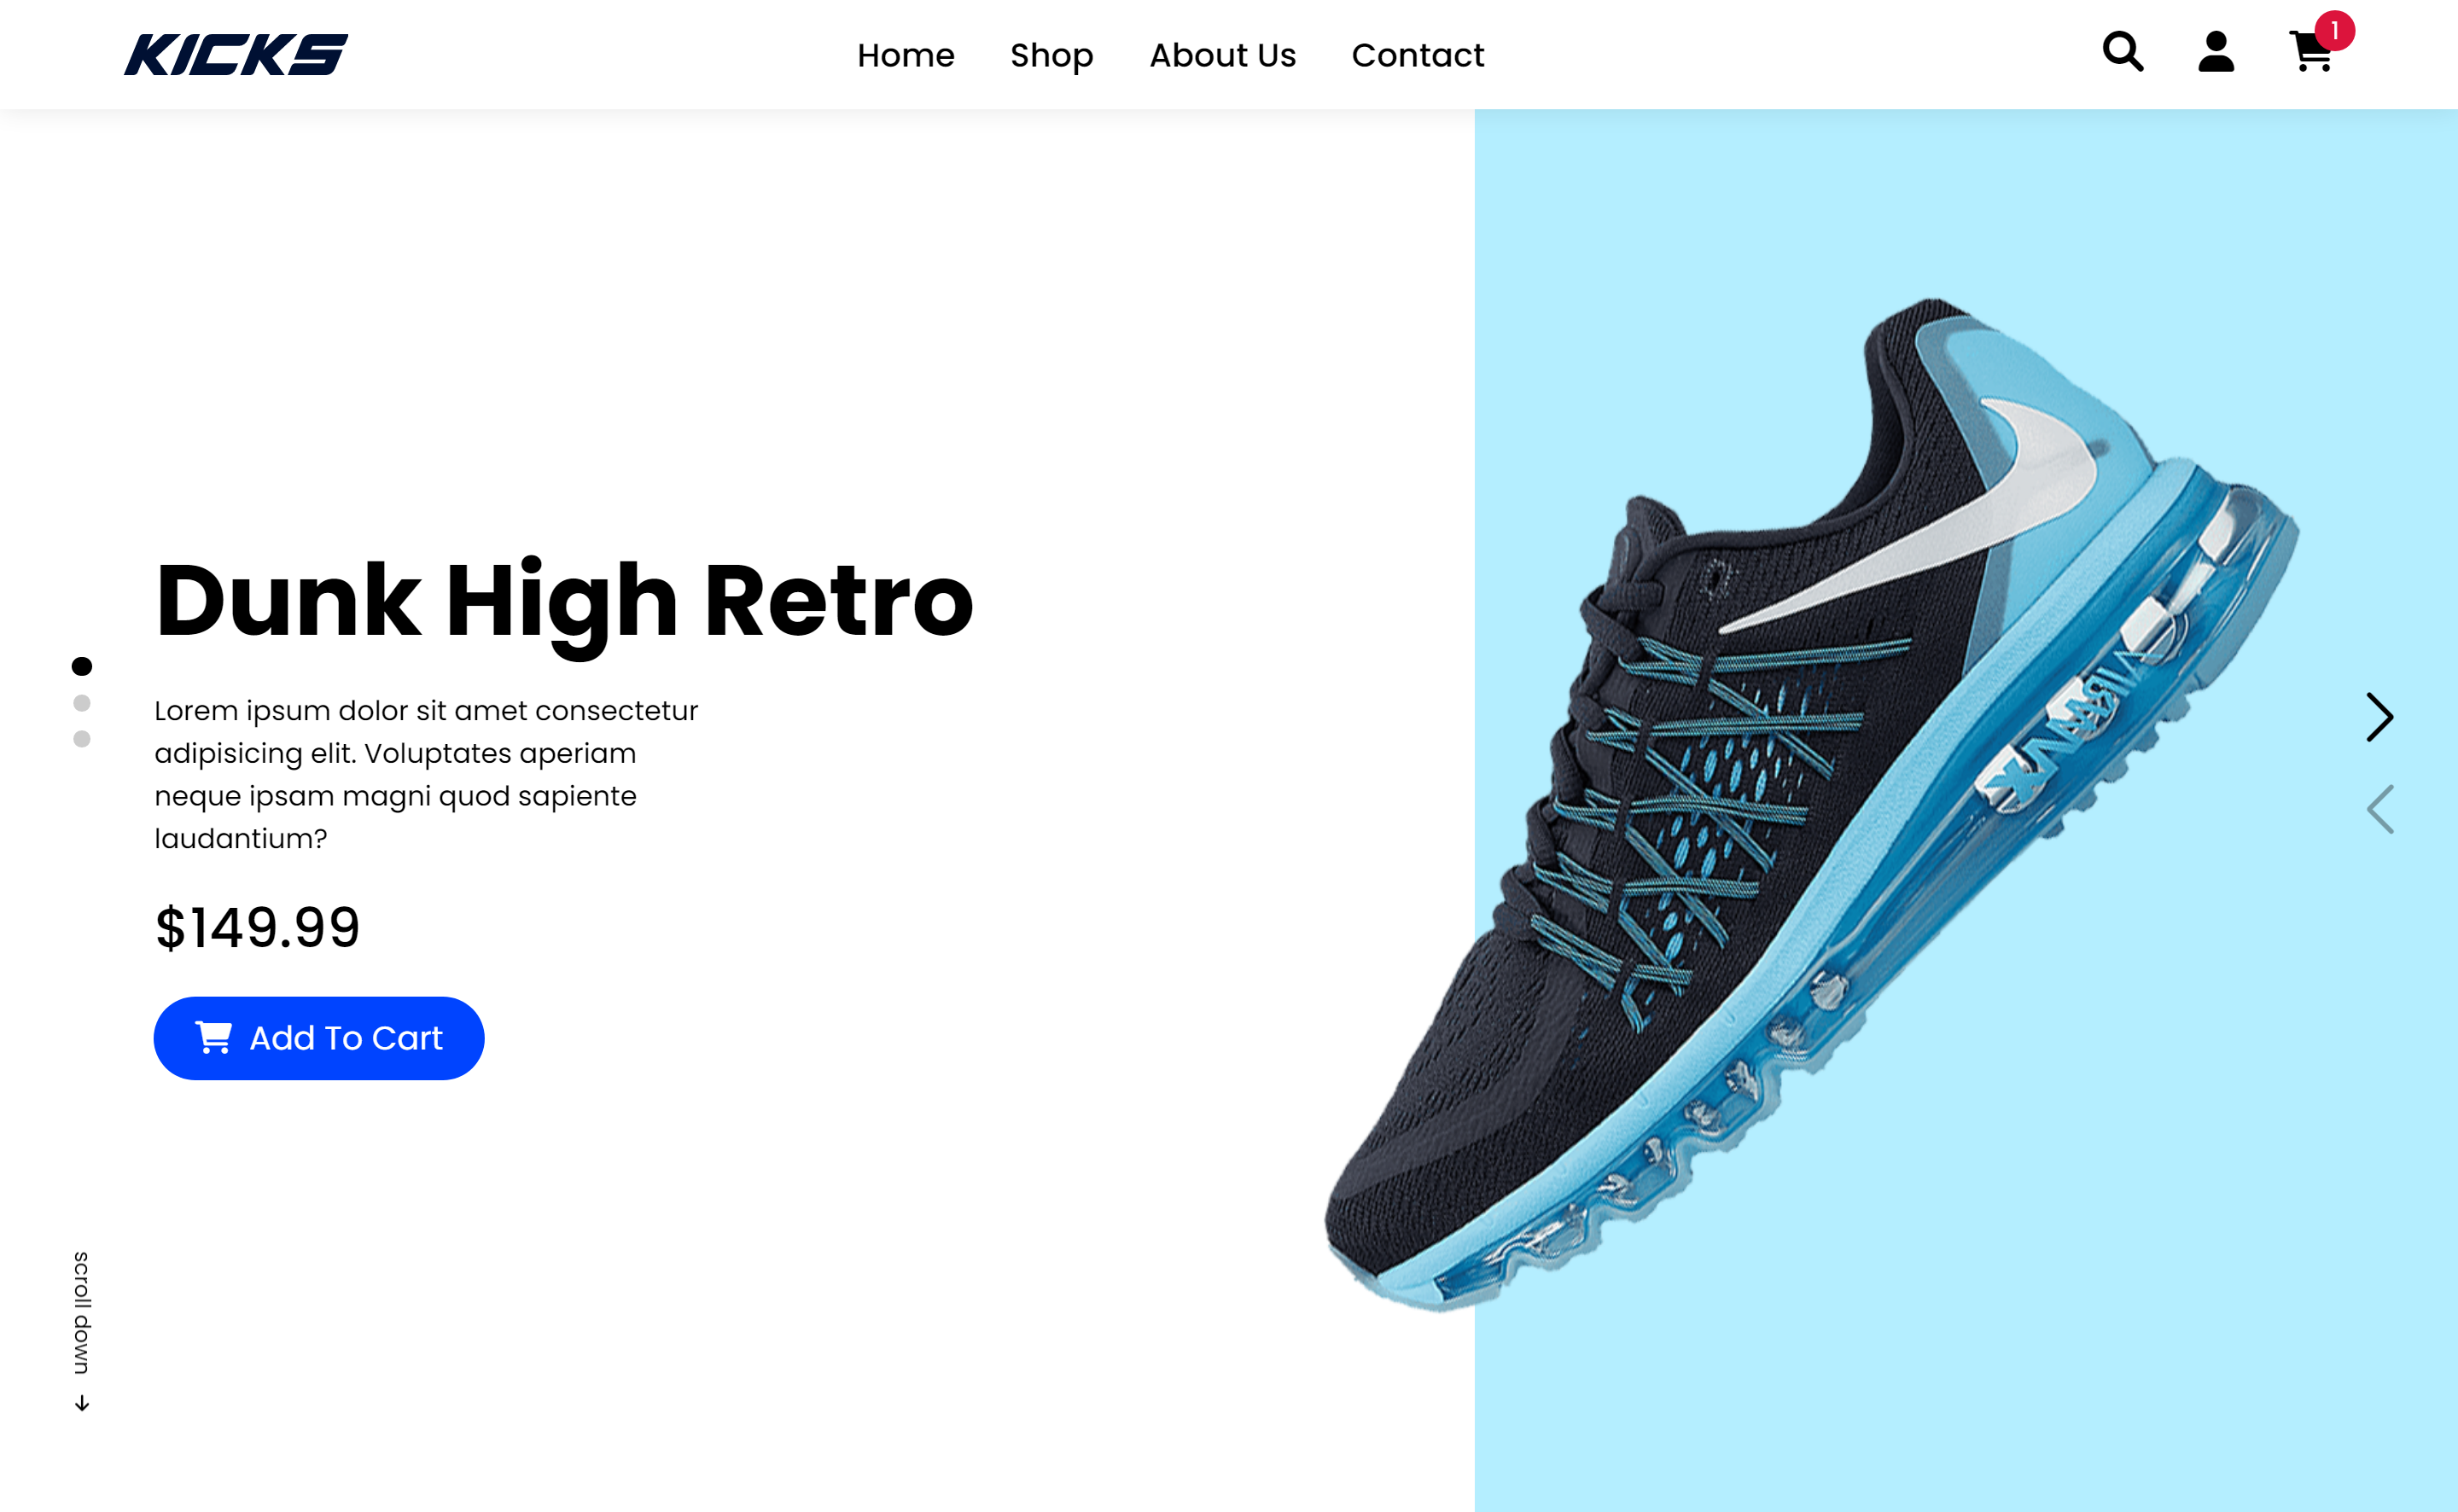 KICKS
Home
Shop
About Us
Contact
1
Dunk High Retro
Lorem ipsum dolor sit amet consectetur
adipisicing elit. Voluptates aperiam
neque ipsam magni quod sapiente
laudantium?
$149.99
Add To Cart
scroll down
AIRMAX